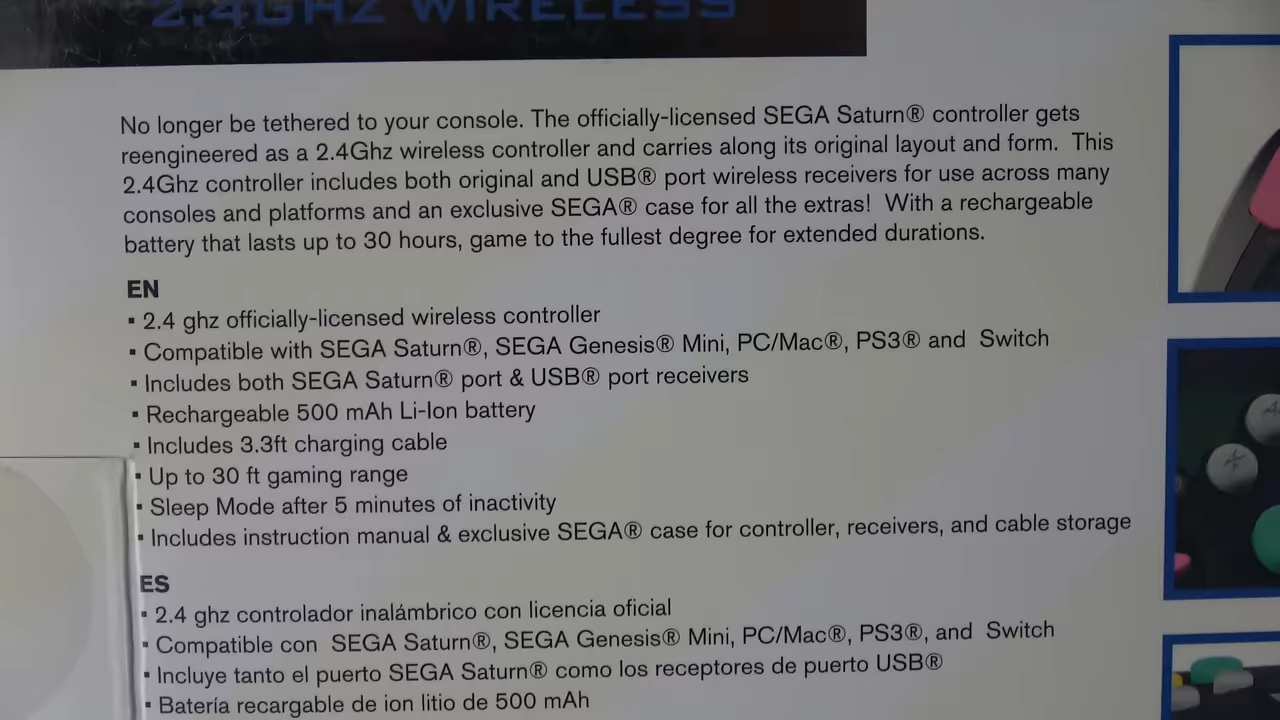 2.4GHZ WIRELESS
No longer be tethered to your console. The officially-licensed SEGA Saturn® controller gets
reengineered as a 2.4Ghz wireless controller and carries along its original layout and form. This
2.4Ghz controller includes both original and USB® port wireless receivers for use across many
consoles and platforms and an exclusive SEGA® case for all the extras! With a rechargeable
battery that lasts up to 30 hours, game to the fullest degree for extended durations.
EN
▪ 2.4 ghz officially-licensed wireless controller
▪ Compatible with SEGA Saturn®, SEGA Genesis® Mini, PC/Mac®, PS3® and Switch
▪ Includes both SEGA Saturn® port & USB® port receivers
▪ Rechargeable 500 mAh Li-Ion battery
▪ Includes 3.3ft charging cable
▪ Up to 30 ft gaming range
▪ Sleep Mode after 5 minutes of inactivity
▪ Includes instruction manual & exclusive SEGA® case for controller, receivers, and cable storage
ES
▪ 2.4 ghz controlador inalámbrico con licencia oficial
▪ Compatible con SEGA Saturn®, SEGA Genesis® Mini, PC/Mac®, PS3®, and Switch
▪ Incluye tanto el puerto SEGA Saturn® como los receptores de puerto USB®
▪ Batería recargable de ion litio de 500 mAh